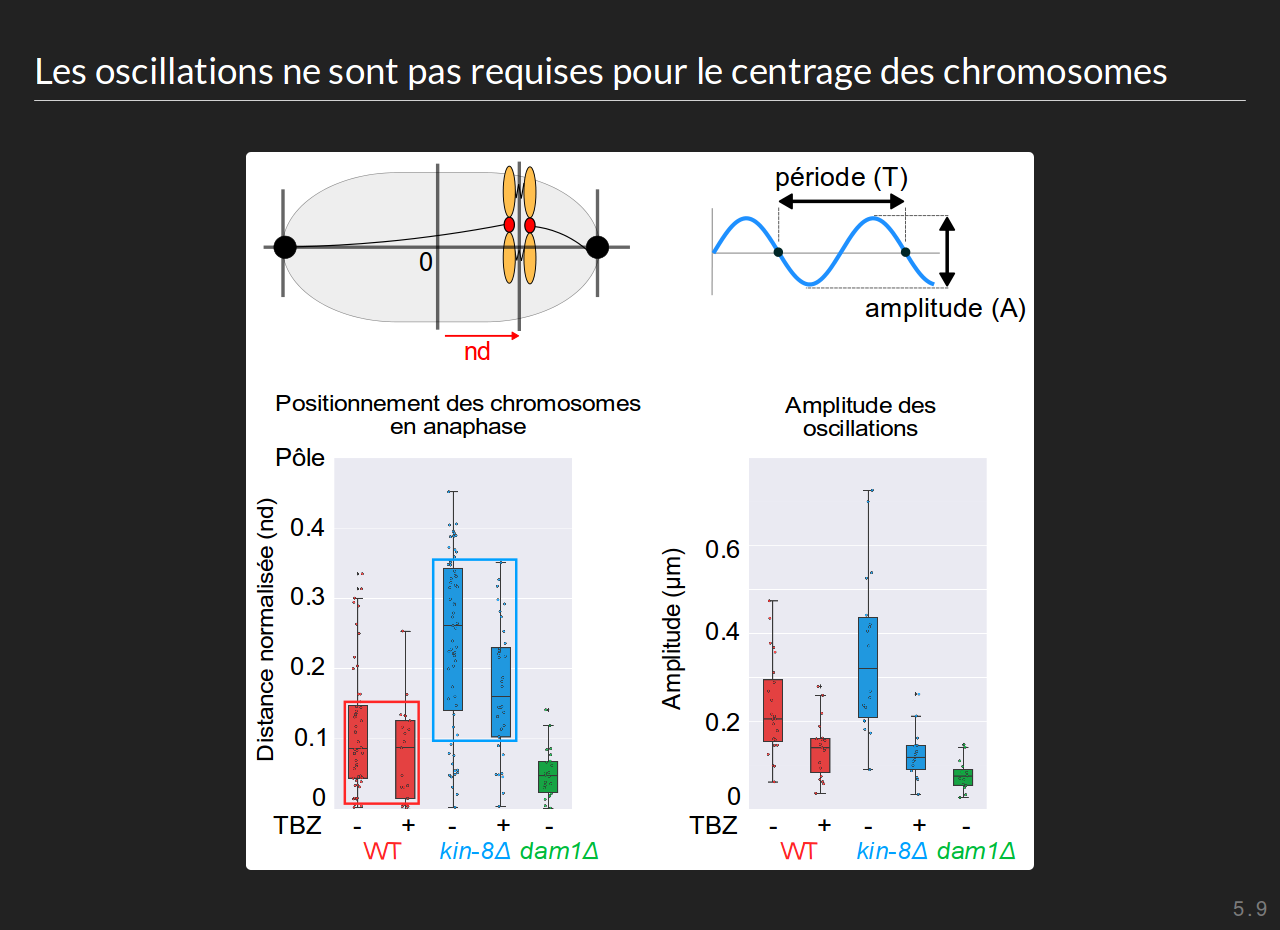 Les oscillations ne sont pas requises pour le centrage des chromosomes
0
nd
période (T)
amplitude (A)
Positionnement des chromosomes
en anaphase
Pôle
Distance normalisée (nd)
0.4
0.3
0.2
0.1
0
TBZ - + - + -
WT kin-8Δ dam1Δ
Amplitude des
oscillations
Amplitude (µm)
0.6
0.4
0.2
0
TBZ - + - + -
WT kin-8Δ dam1Δ
5.9